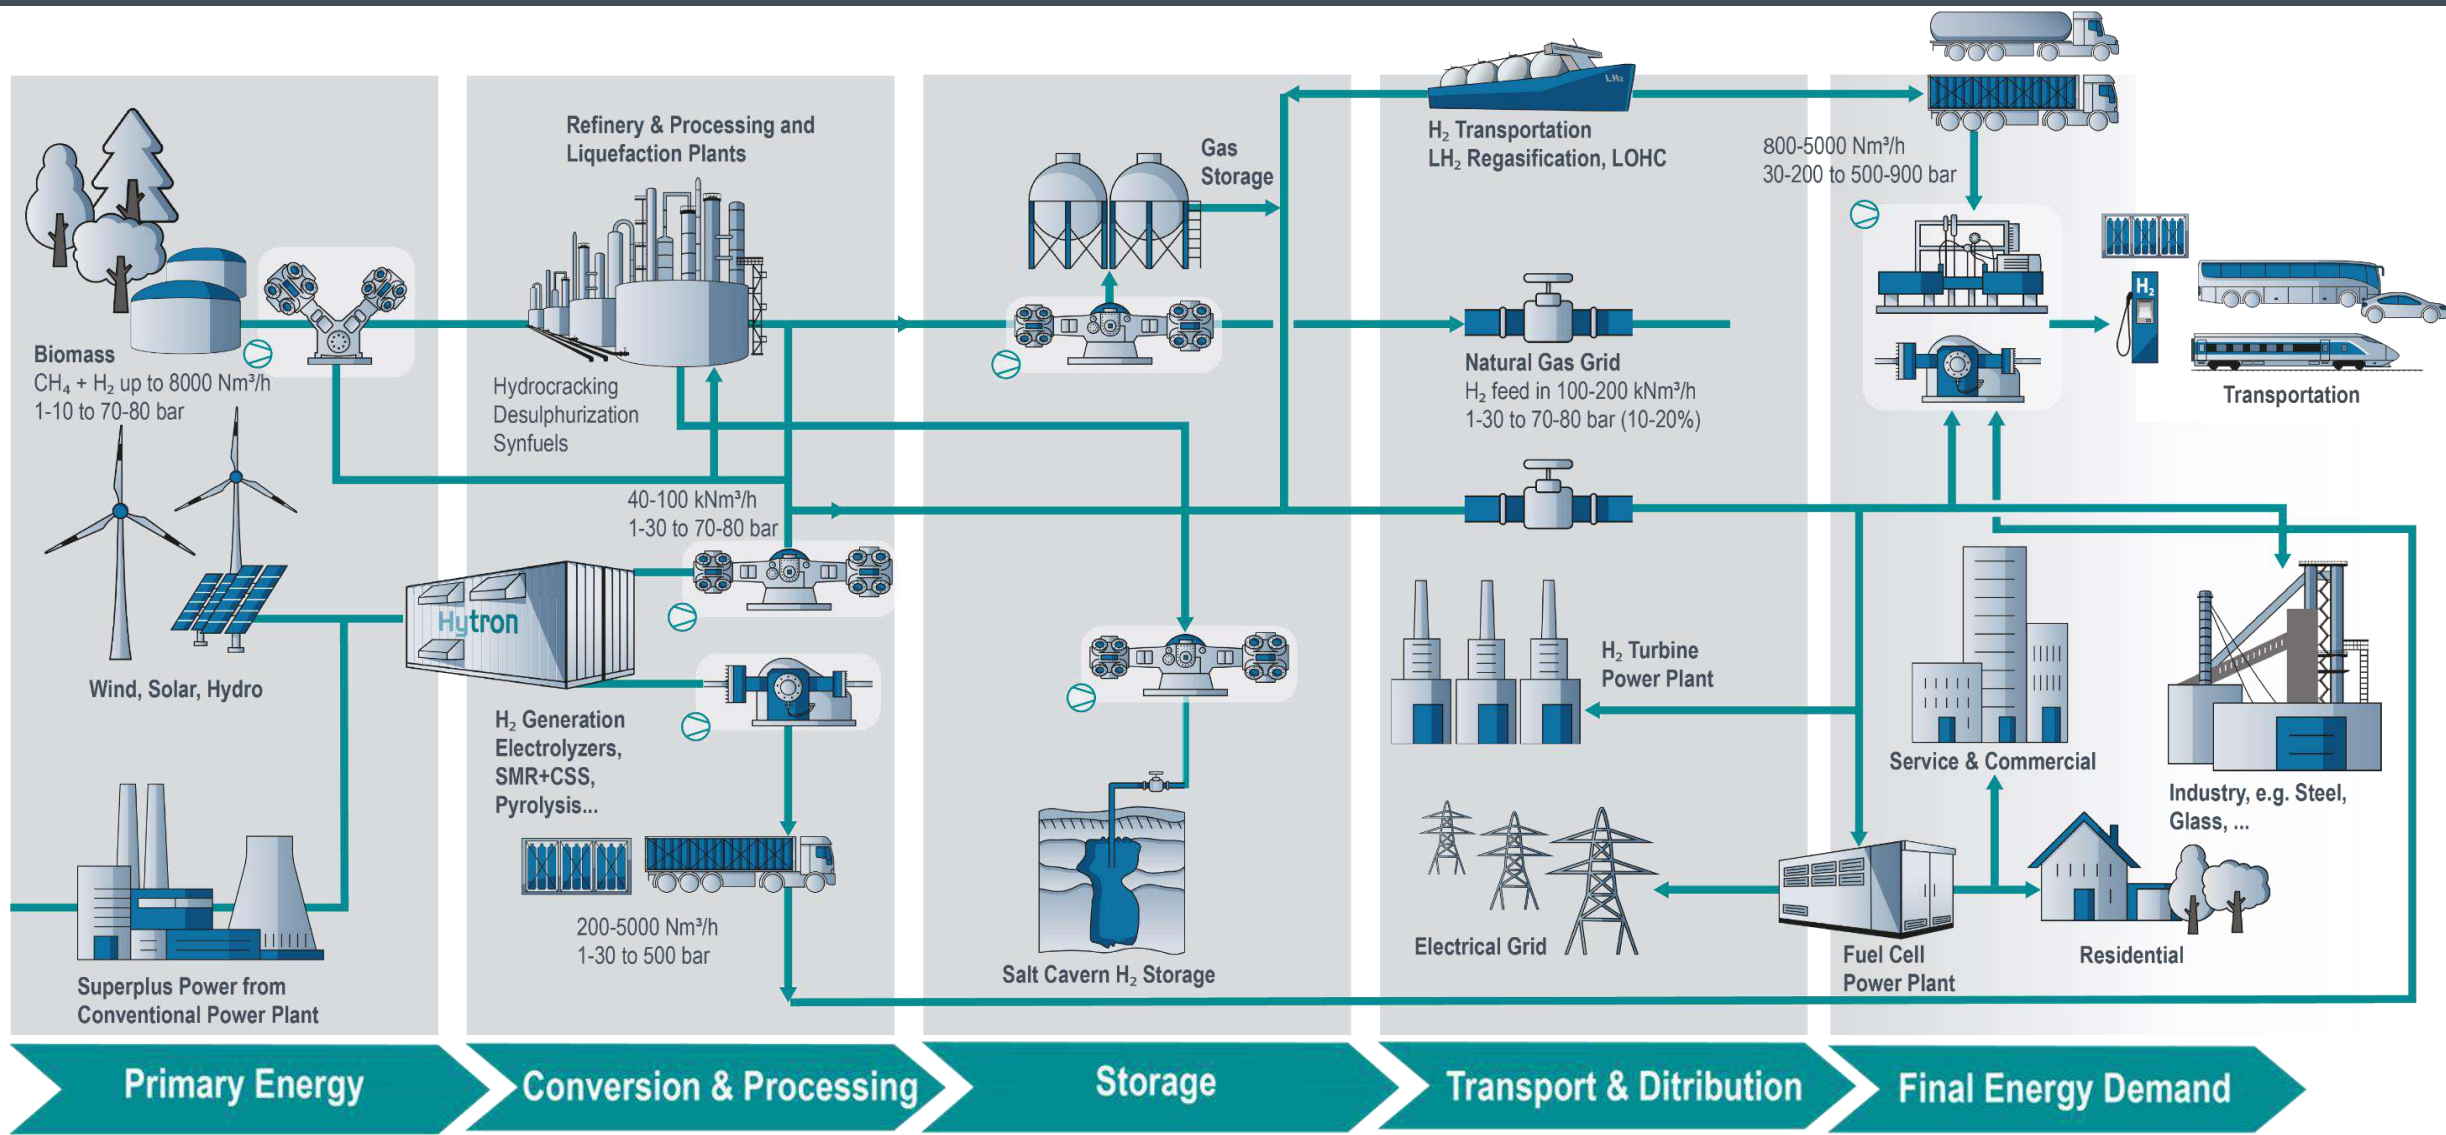 Refinery & Processing and
Liquefaction Plants
Gas
Storage
LH₂
H₂ Transportation
LH₂ Regasification, LOHC
800-5000 Nm³/h
30-200 to 500-900 bar
H₂
Transportation
Biomass
CH₄ + H₂ up to 8000 Nm³/h
1-10 to 70-80 bar
Hydrocracking
Desulphurization
Synfuels
Natural Gas Grid
H₂ feed in 100-200 kNm³/h
1-30 to 70-80 bar (10-20%)
40-100 kNm³/h
1-30 to 70-80 bar
Hytron
Wind, Solar, Hydro
H₂ Generation
Electrolyzers,
SMR+CSS,
Pyrolysis...
H₂ Turbine
Power Plant
Service & Commercial
Industry, e.g. Steel,
Glass, ...
200-5000 Nm³/h
1-30 to 500 bar
Superplus Power from
Conventional Power Plant
Salt Cavern H₂ Storage
Electrical Grid
Fuel Cell
Power Plant
Residential
Primary Energy
Conversion & Processing
Storage
Transport & Ditribution
Final Energy Demand